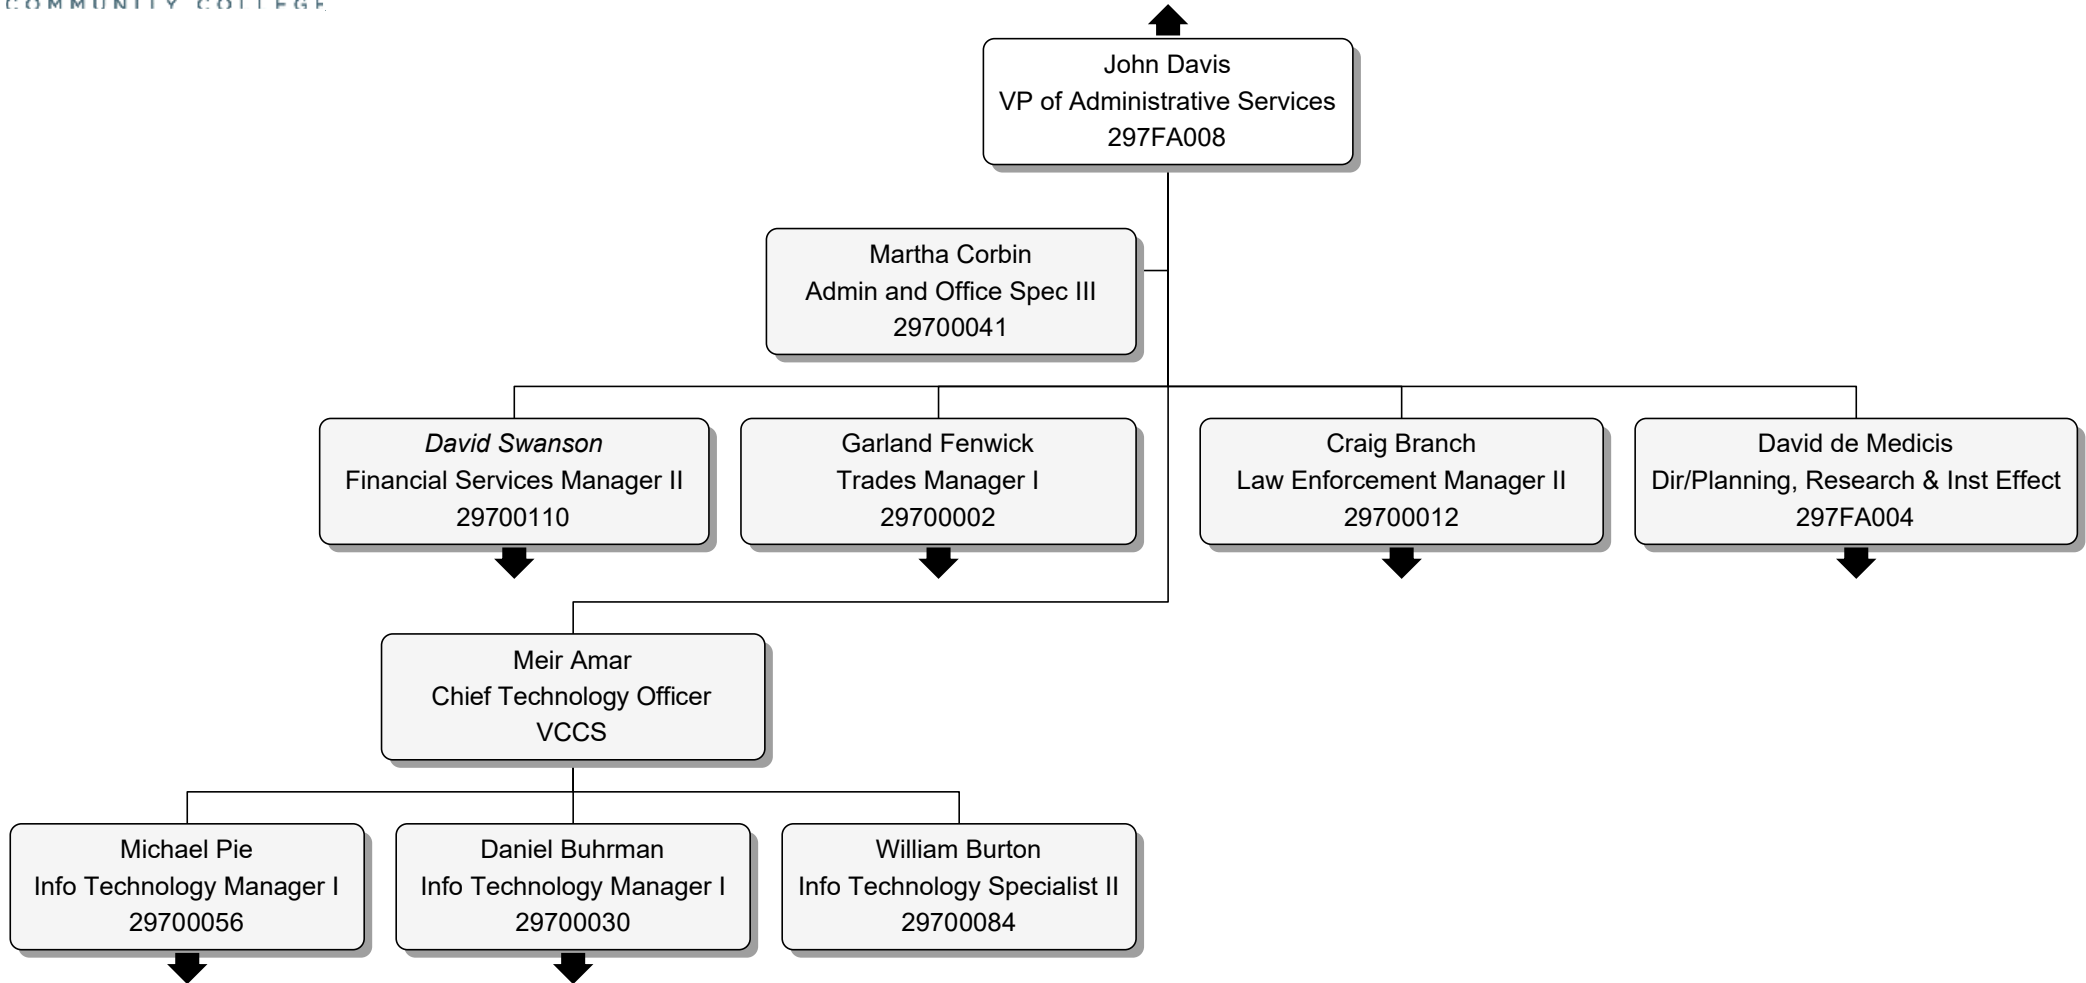 COMMUNITY COLLEGE
John Davis
VP of Administrative Services
297FA008
Martha Corbin
Admin and Office Spec III
29700041
David Swanson
Financial Services Manager II
29700110
Garland Fenwick
Trades Manager I
29700002
Craig Branch
Law Enforcement Manager II
29700012
David de Medicis
Dir/Planning, Research & Inst Effect
297FA004
Meir Amar
Chief Technology Officer
VCCS
Michael Pie
Info Technology Manager I
29700056
Daniel Buhrman
Info Technology Manager I
29700030
William Burton
Info Technology Specialist II
29700084